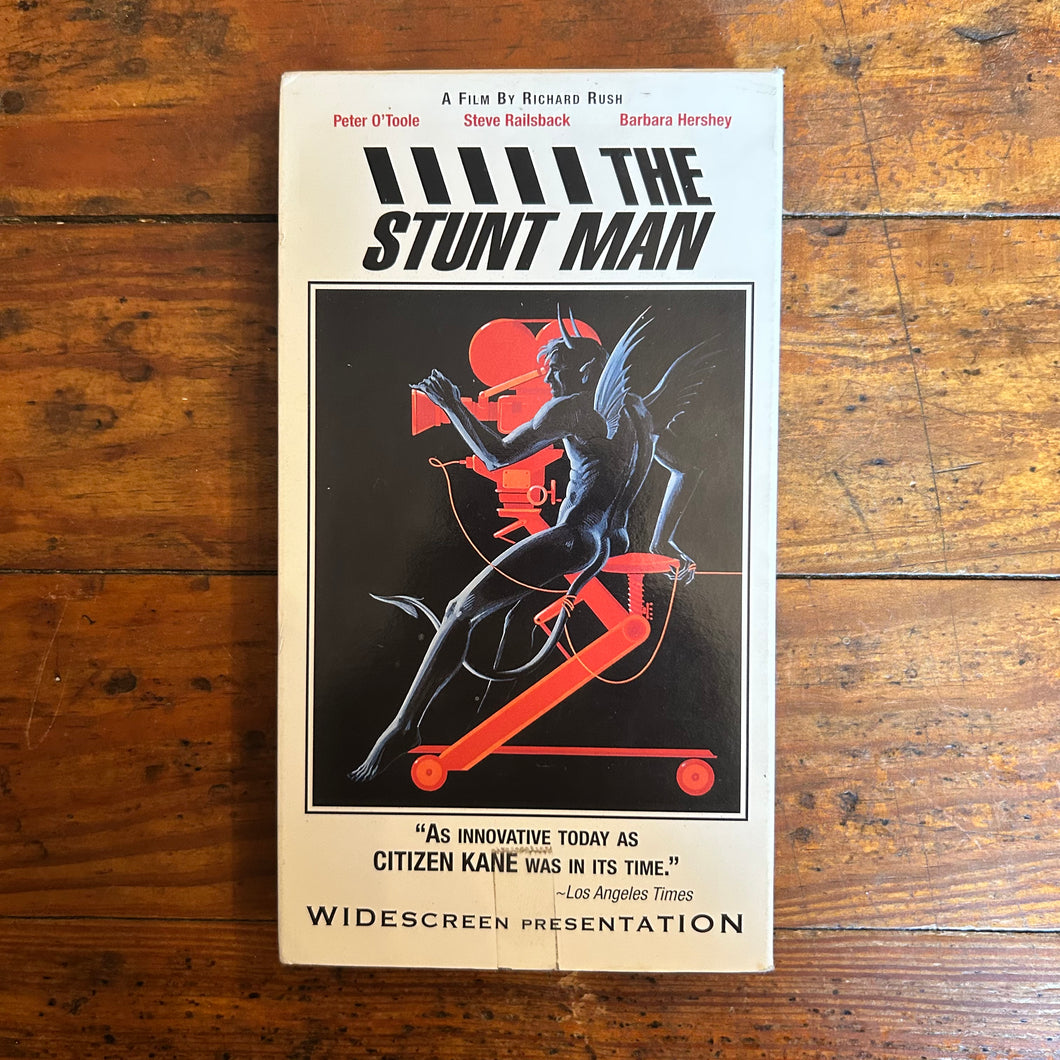 A FILM BY RICHARD RUSH
Peter O'Toole Steve Railsback Barbara Hershey
THE
STUNT MAN
“AS INNOVATIVE TODAY AS
CITIZEN KANE WAS IN ITS TIME.”
~Los Angeles Times
WIDESCREEN PRESENTATION